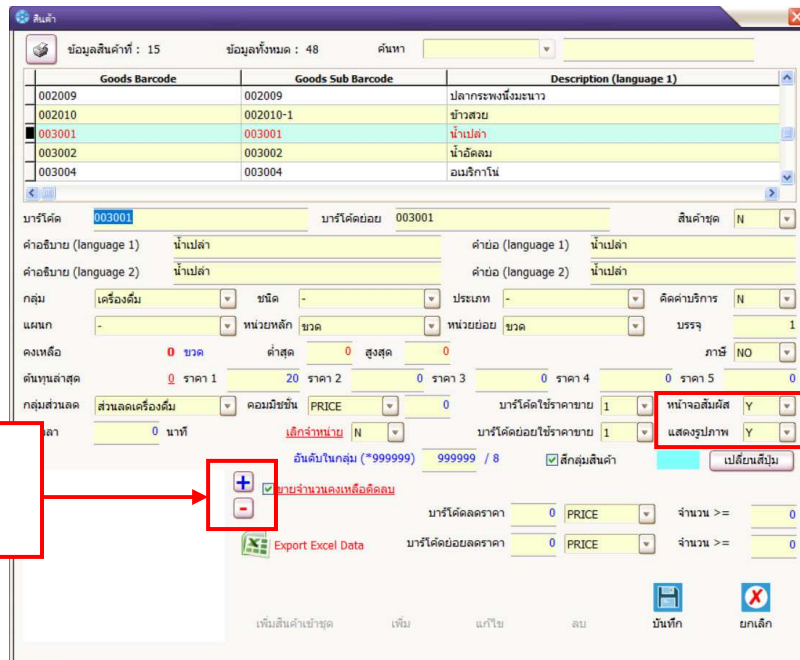 สินค้า
ข้อมูลสินค้าที่ : 15 ข้อมูลทั้งหมด : 48 ค้นหา
Goods Barcode Goods Sub Barcode Description (language 1)
002009 002009 ปลากระพงนึ่งมะนาว
002010 002010-1 ข้าวสวย
003001 003001 น้ำเปล่า
003002 003002 น้ำอัดลม
003004 003004 อเมริกาโน่
บาร์โค้ด 003001 บาร์โค้ดย่อย 003001 สินค้าชุด N
คำอธิบาย (language 1) น้ำเปล่า คำย่อ (language 1) น้ำเปล่า
คำอธิบาย (language 2) น้ำเปล่า คำย่อ (language 2) น้ำเปล่า
กลุ่ม เครื่องดื่ม ชนิด - ประเภท - คิดค่าบริการ N
แผนก - หน่วยหลัก ขวด หน่วยย่อย ขวด บรรจุ 1
คงเหลือ 0 ขวด ต่ำสุด 0 สูงสุด 0 ภาษี NO
ต้นทุนล่าสุด 0 ราคา 1 20 ราคา 2 0 ราคา 3 0 ราคา 4 0 ราคา 5 0
กลุ่มส่วนลด ส่วนลดเครื่องดื่ม คอมมิชชั่น PRICE 0 บาร์โค้ดใช้ราคาขาย 1 หน้าจอสัมผัส Y
ลา 0 นาที เลิกจำหน่าย N บาร์โค้ดย่อยใช้ราคาขาย 1 แสดงรูปภาพ Y
อันดับในกลุ่ม (*999999) 999999 / 8 สีกลุ่มสินค้า เปลี่ยนสีปุ่ม
+ ขายจำนวนคงเหลือติดลบ
-
บาร์โค้ดลดราคา 0 PRICE จำนวน >= 0
Export Excel Data บาร์โค้ดย่อยลดราคา 0 PRICE จำนวน >= 0
เพิ่มสินค้าเข้าชุด เพิ่ม แก้ไข ลบ บันทึก ยกเลิก